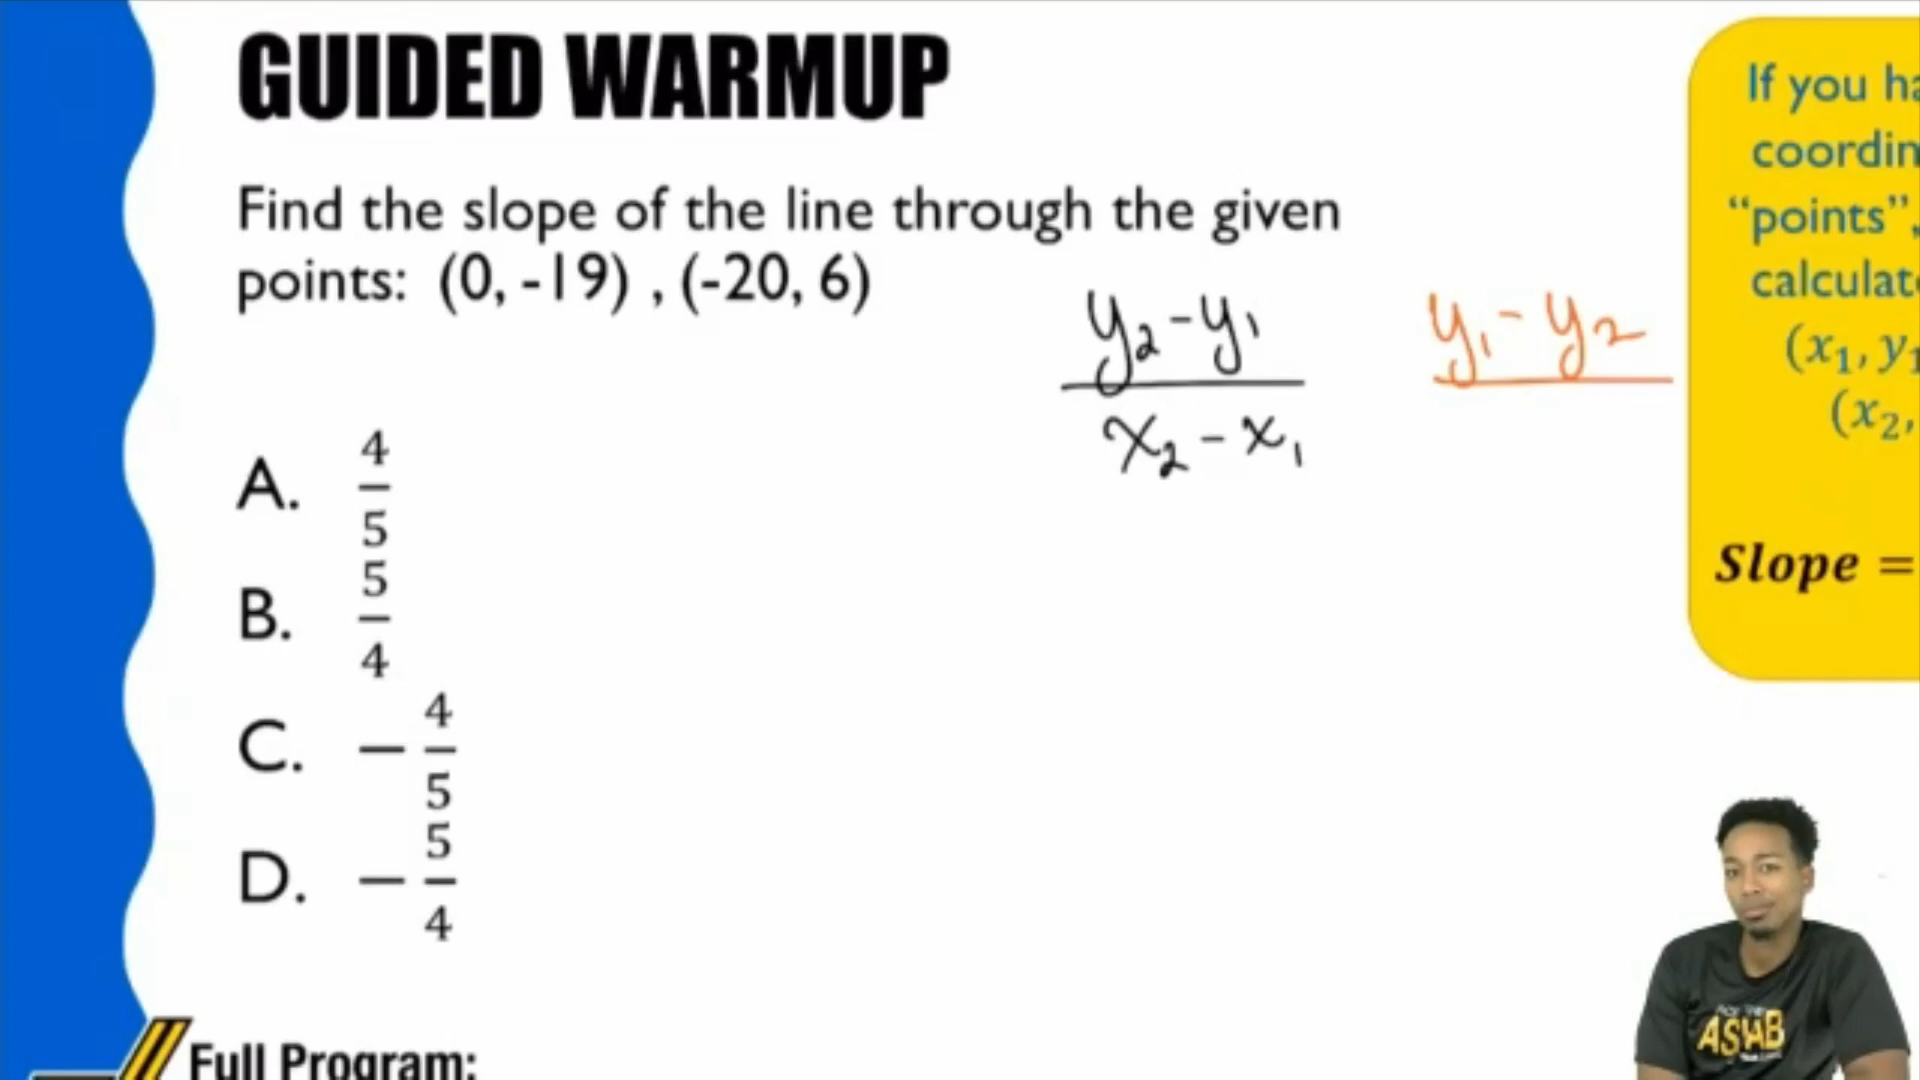 GUIDED WARMUP
Find the slope of the line through the given
points: (0, -19) , (-20, 6)
y₂ - y₁
x₂ - x₁
y₁ - y₂
A. 4/5
B. 5/4
C. - 4/5
D. - 5/4
If you ha
coordin
“points”,
calculate
(x₁, y₁
(x₂,
Slope =
ASVAB
Full Program: